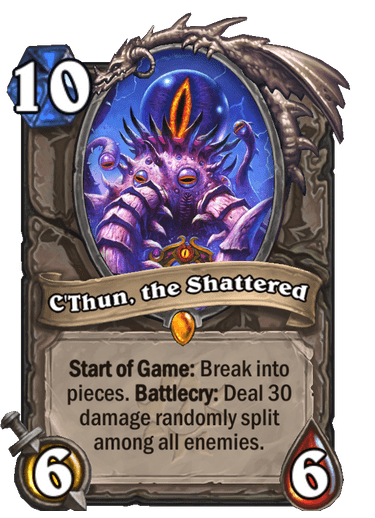 10
C'Thun, the Shattered
Start of Game: Break into
pieces. Battlecry: Deal 30
damage randomly split
among all enemies.
6
6